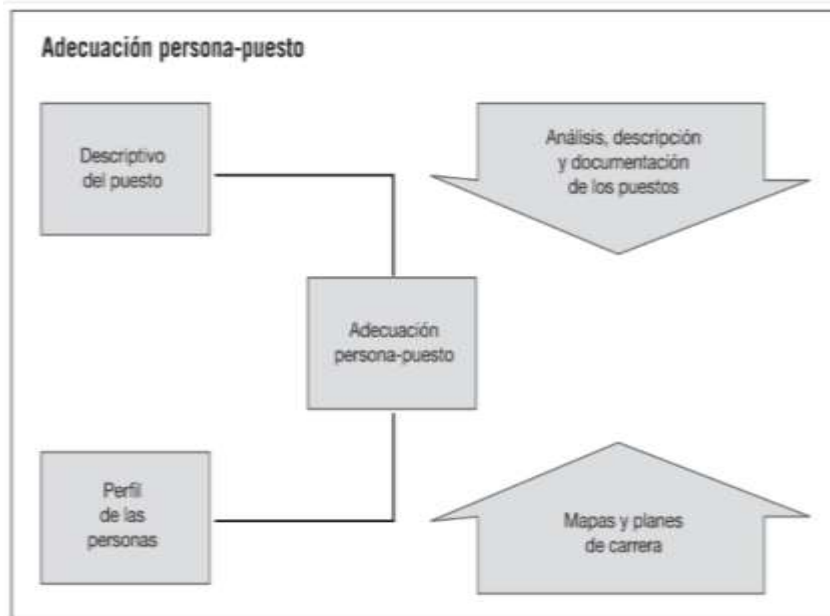 Adecuación persona-puesto
Descriptivo
del puesto
Análisis, descripción
y documentación
de los puestos
Adecuación
persona-puesto
Perfil
de las
personas
Mapas y planes
de carrera